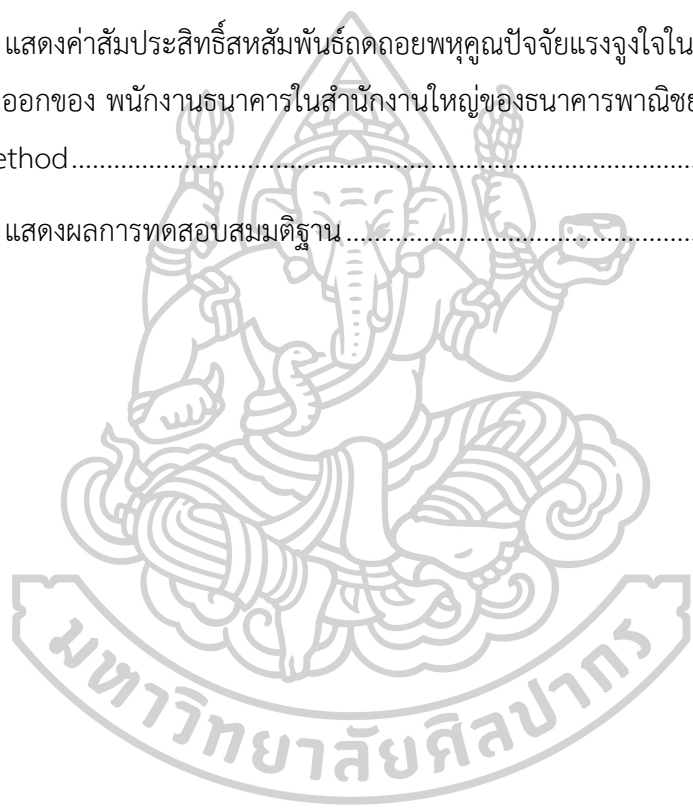 แสดงค่าสัมประสิทธิ์สหสัมพันธ์ถดถอยพหุคูณปัจจัยแรงจูงใจใน
ออกของ พนักงานธนาคารในสำนักงานใหญ่ของธนาคารพาณิชย
ethod......................................................................................................
แสดงผลการทดสอบสมมติฐาน......................................................
มหาวิทยาลัยศิลปากร